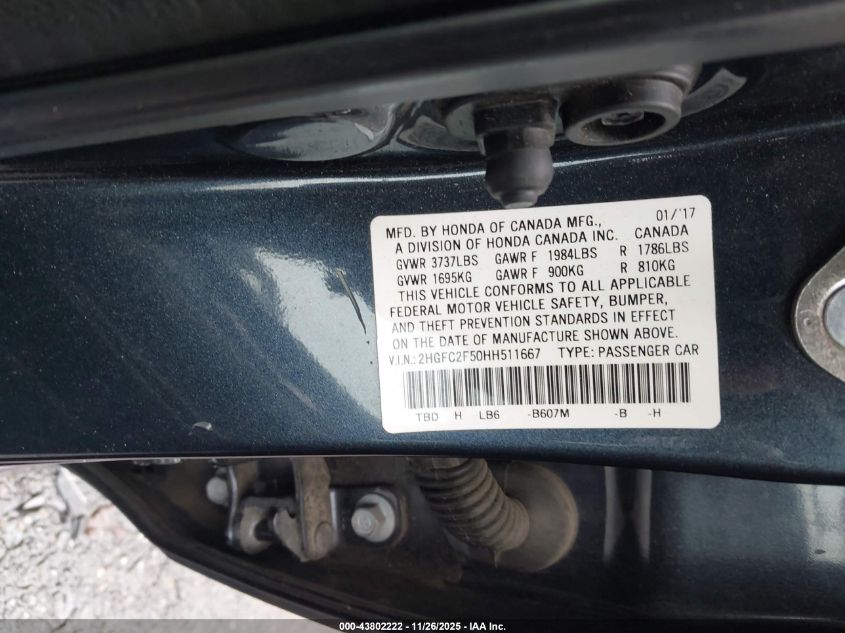 MFD. BY HONDA OF CANADA MFG., 01/'17
A DIVISION OF HONDA CANADA INC. CANADA
GVWR 3737LBS GAWR F 1984LBS R 1786LBS
GVWR 1695KG GAWR F 900KG R 810KG
THIS VEHICLE CONFORMS TO ALL APPLICABLE
FEDERAL MOTOR VEHICLE SAFETY, BUMPER,
AND THEFT PREVENTION STANDARDS IN EFFECT
ON THE DATE OF MANUFACTURE SHOWN ABOVE.
V.I.N.: 2HGFC2F50HH511667 TYPE: PASSENGER CAR
TBD H LB6 -B607M -B -H
000-43802222 - 11/26/2025 - IAA Inc.